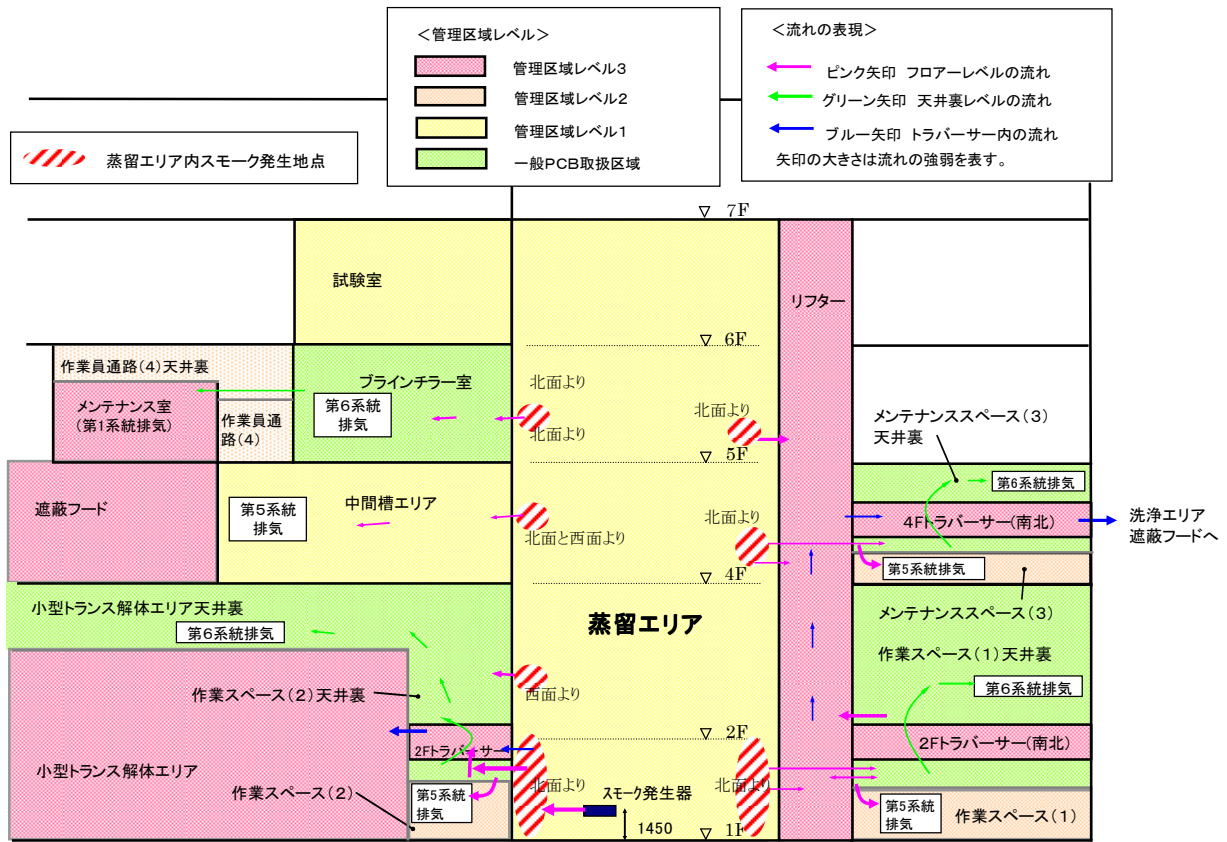 <管理区域レベル>
管理区域レベル3
管理区域レベル2
管理区域レベル1
一般PCB取扱区域
<流れの表現>
ピンク矢印 フロアーレベルの流れ
グリーン矢印 天井裏レベルの流れ
ブルー矢印 トラバーサー内の流れ
矢印の大きさは流れの強弱を表す。
蒸留エリア内スモーク発生地点
▽ 7F
試験室
リフター
▽ 6F
作業員通路(4)天井裏
メンテナンス室
(第1系統排気)
作業員通
路(4)
ブラインチラー室
第6系統
排気
北面より
北面より
北面より
メンテナンススペース(3)
天井裏
▽ 5F
遮蔽フード
第5系統
排気
中間槽エリア
北面と西面より
北面より
第6系統排気
4Fトラバーサー(南北)
洗浄エリア
遮蔽フードへ
第5系統排気
▽ 4F
メンテナンススペース(3)
小型トランス解体エリア天井裏
第6系統排気
蒸留エリア
作業スペース(1)天井裏
作業スペース(2)天井裏
西面より
第6系統排気
▽ 2F
2Fトラバーサー
2Fトラバーサー(南北)
小型トランス解体エリア
作業スペース(2)
第5系統
排気
北面より
スモーク発生器
北面より
第5系統
排気
作業スペース(1)
1450
▽ 1F